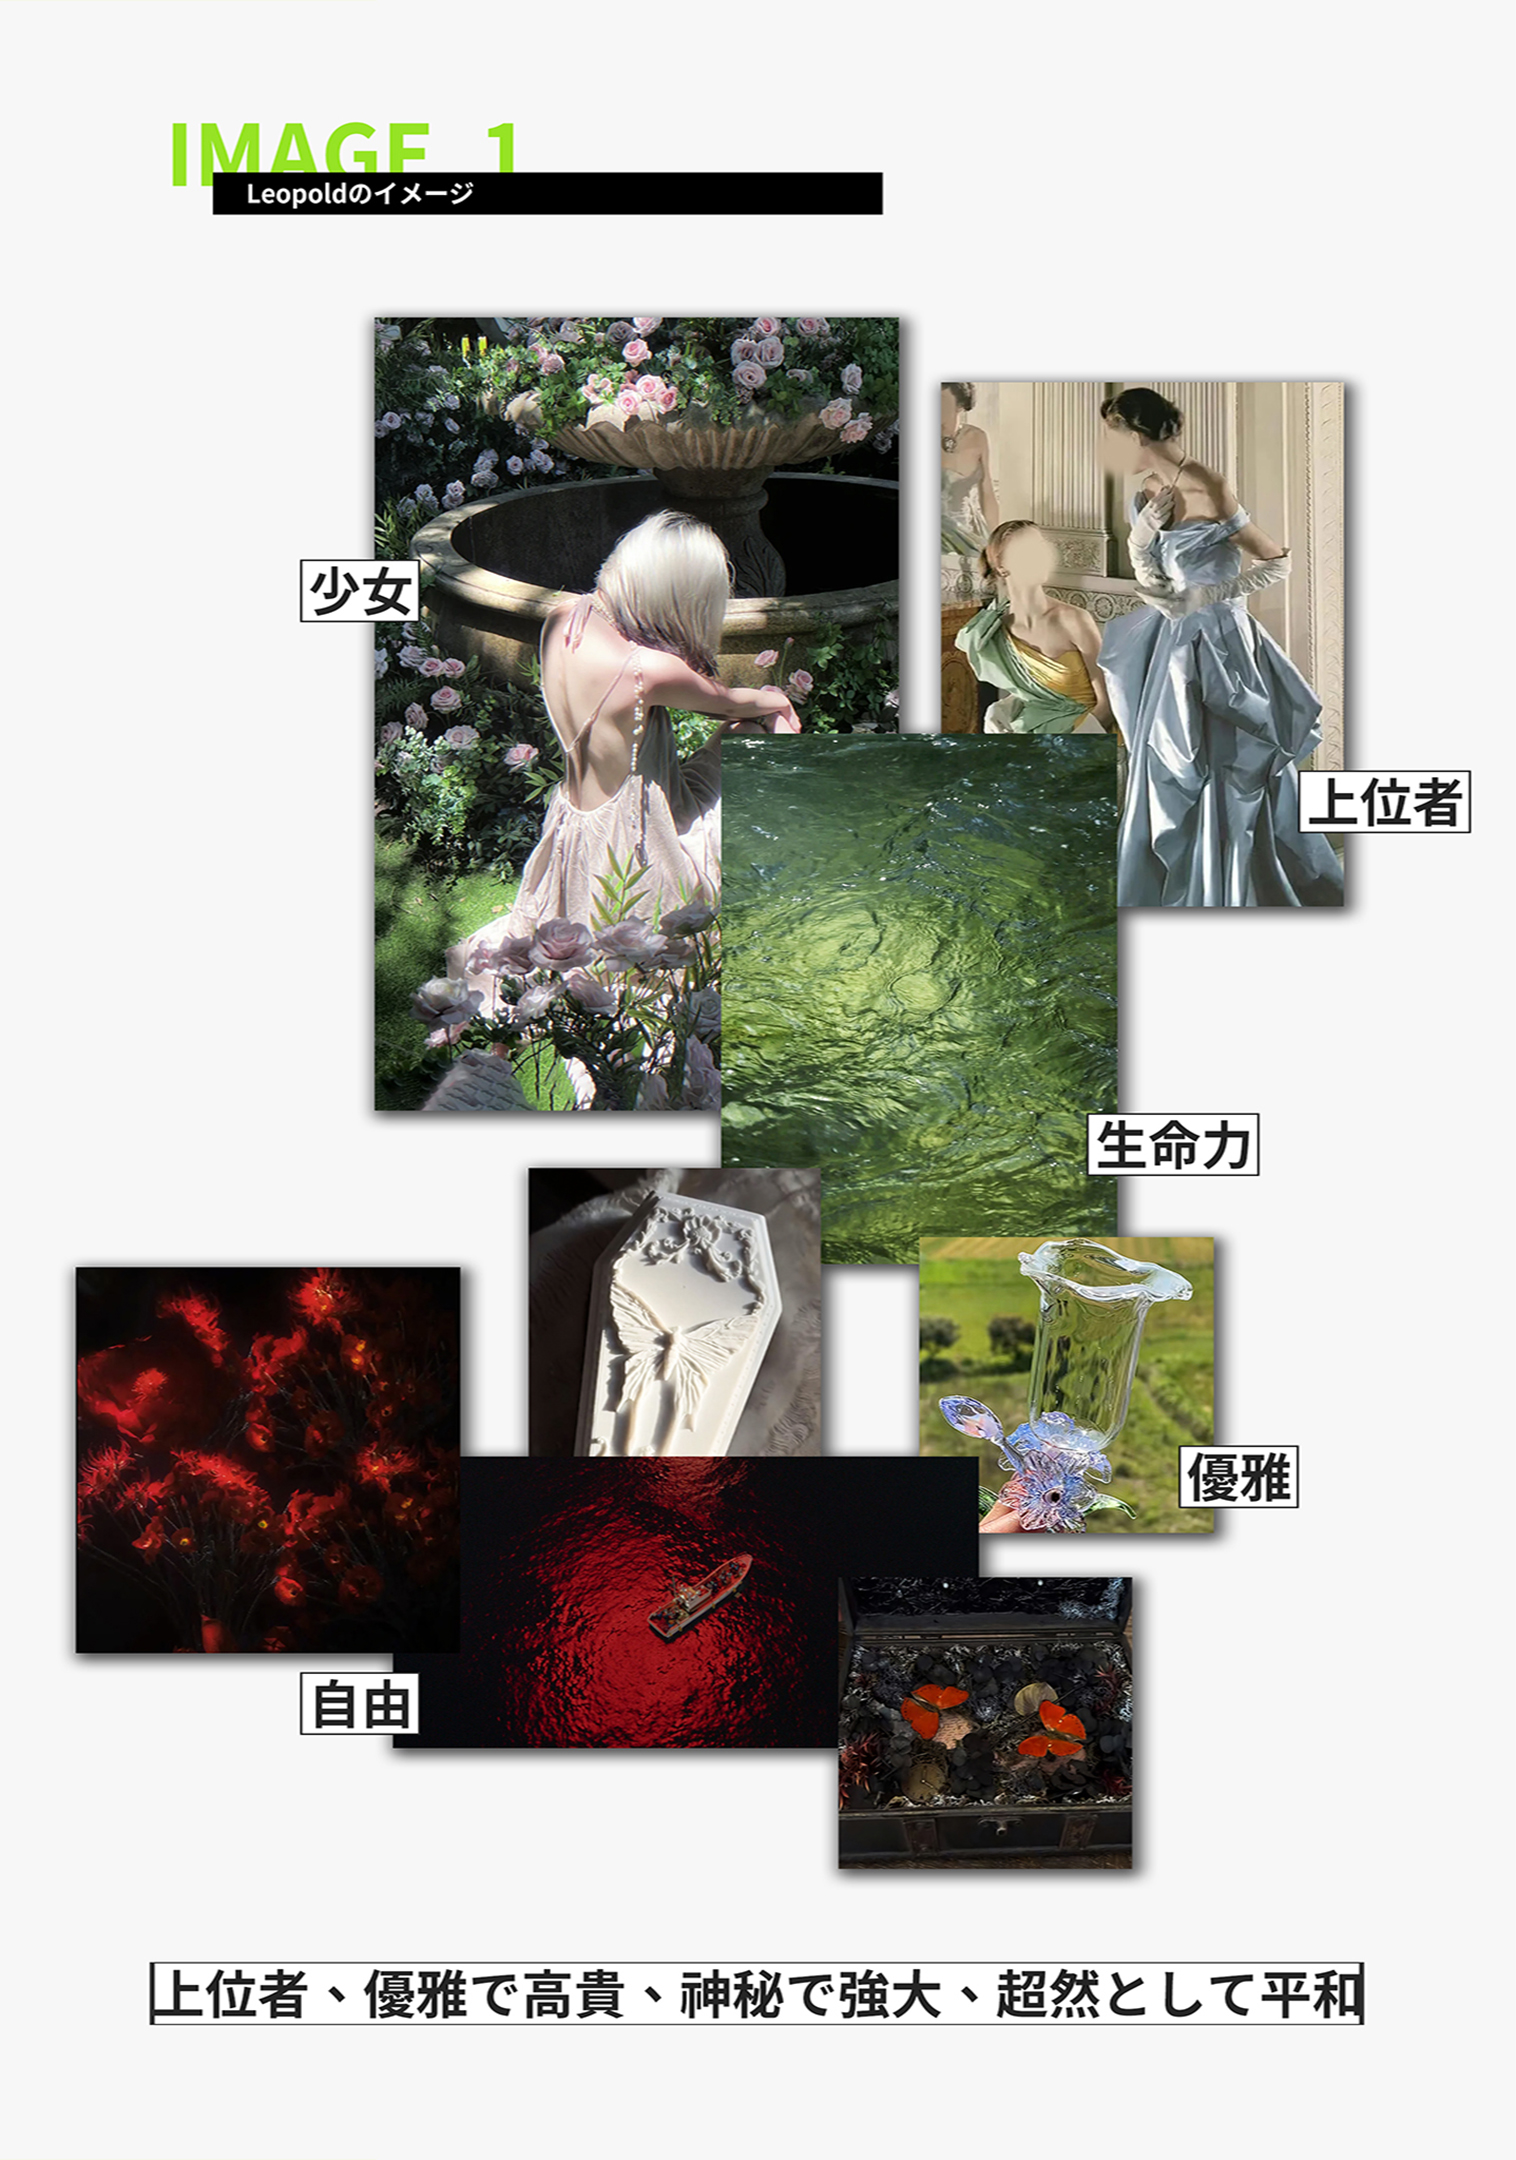 IMAGE 1
Leopoldのイメージ
少女
上位者
生命力
優雅
自由
上位者、優雅で高貴、神秘で強大、超然として平和